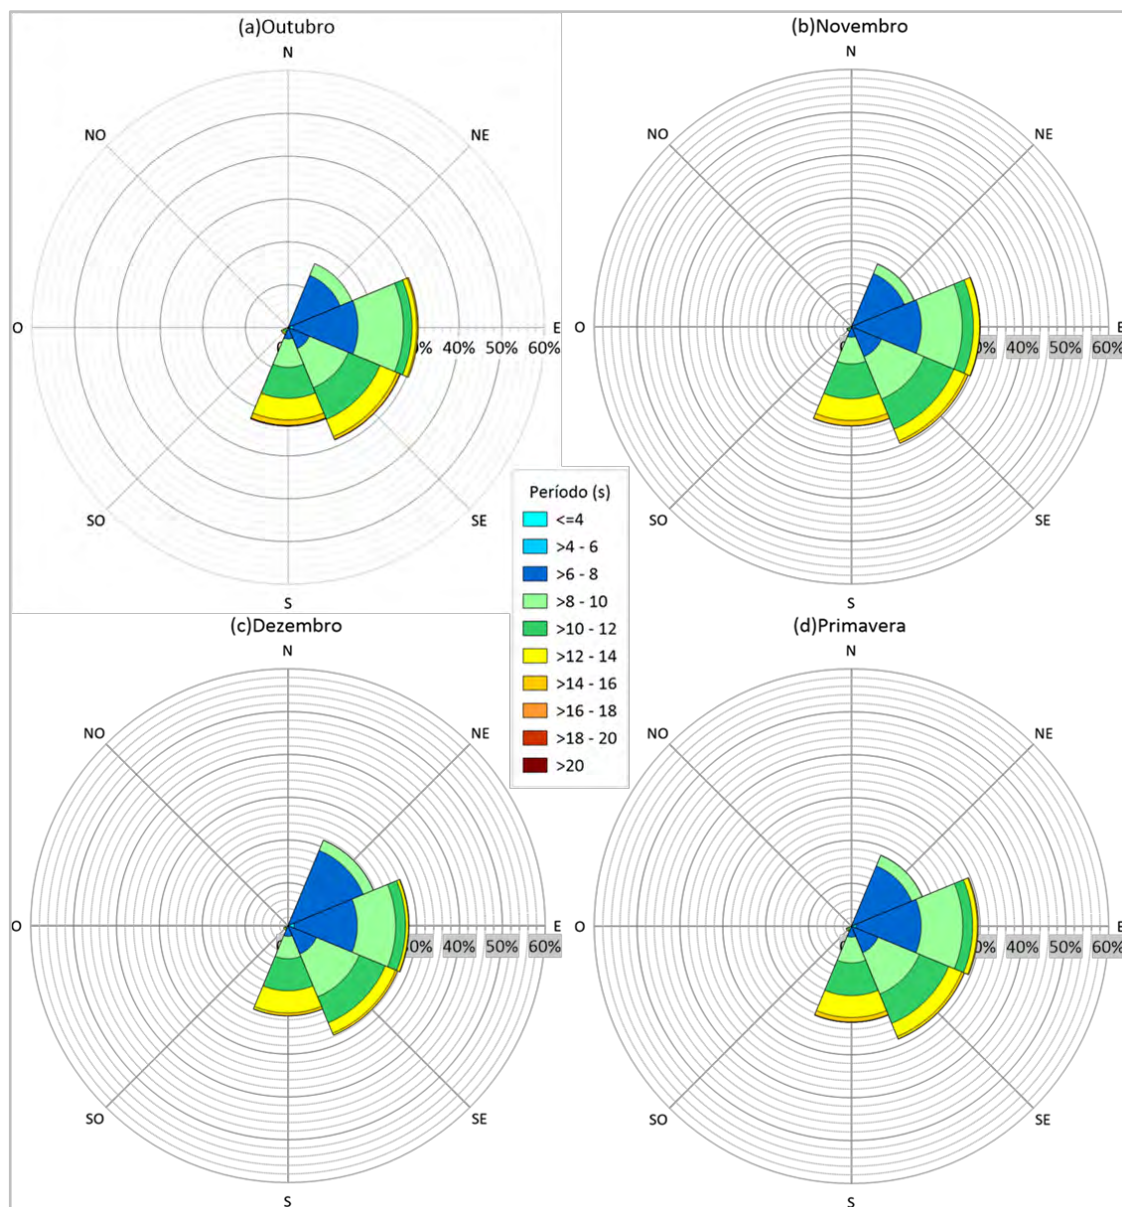 (a)Outubro
N
NO
NE
O
E
40% 50% 60%
SO
SE
S
(b)Novembro
N
NO
NE
O
E
40% 50% 60%
SO
SE
S
Período (s)
<=4
>4 - 6
>6 - 8
>8 - 10
>10 - 12
>12 - 14
>14 - 16
>16 - 18
>18 - 20
>20
(c)Dezembro
N
NO
NE
O
E
40% 50% 60%
SO
SE
S
(d)Primavera
N
NO
NE
O
E
40% 50% 60%
SO
SE
S